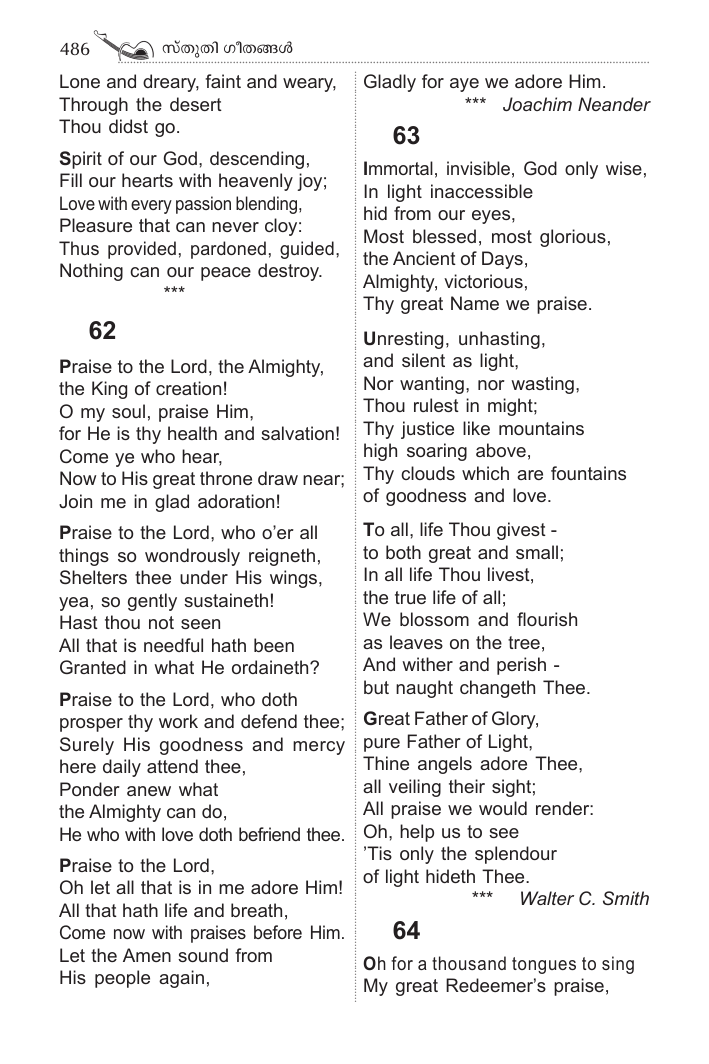 486 സ്തുതി ഗീതങ്ങൾ
Lone and dreary, faint and weary,
Through the desert
Thou didst go.
Spirit of our God, descending,
Fill our hearts with heavenly joy;
Love with every passion blending,
Pleasure that can never cloy:
Thus provided, pardoned, guided,
Nothing can our peace destroy.
***
62
Praise to the Lord, the Almighty,
the King of creation!
O my soul, praise Him,
for He is thy health and salvation!
Come ye who hear,
Now to His great throne draw near;
Join me in glad adoration!
Praise to the Lord, who o’er all
things so wondrously reigneth,
Shelters thee under His wings,
yea, so gently sustaineth!
Hast thou not seen
All that is needful hath been
Granted in what He ordaineth?
Praise to the Lord, who doth
prosper thy work and defend thee;
Surely His goodness and mercy
here daily attend thee,
Ponder anew what
the Almighty can do,
He who with love doth befriend thee.
Praise to the Lord,
Oh let all that is in me adore Him!
All that hath life and breath,
Come now with praises before Him.
Let the Amen sound from
His people again,
Gladly for aye we adore Him.
*** Joachim Neander
63
Immortal, invisible, God only wise,
In light inaccessible
hid from our eyes,
Most blessed, most glorious,
the Ancient of Days,
Almighty, victorious,
Thy great Name we praise.
Unresting, unhasting,
and silent as light,
Nor wanting, nor wasting,
Thou rulest in might;
Thy justice like mountains
high soaring above,
Thy clouds which are fountains
of goodness and love.
To all, life Thou givest -
to both great and small;
In all life Thou livest,
the true life of all;
We blossom and flourish
as leaves on the tree,
And wither and perish -
but naught changeth Thee.
Great Father of Glory,
pure Father of Light,
Thine angels adore Thee,
all veiling their sight;
All praise we would render:
Oh, help us to see
’Tis only the splendour
of light hideth Thee.
*** Walter C. Smith
64
Oh for a thousand tongues to sing
My great Redeemer’s praise,